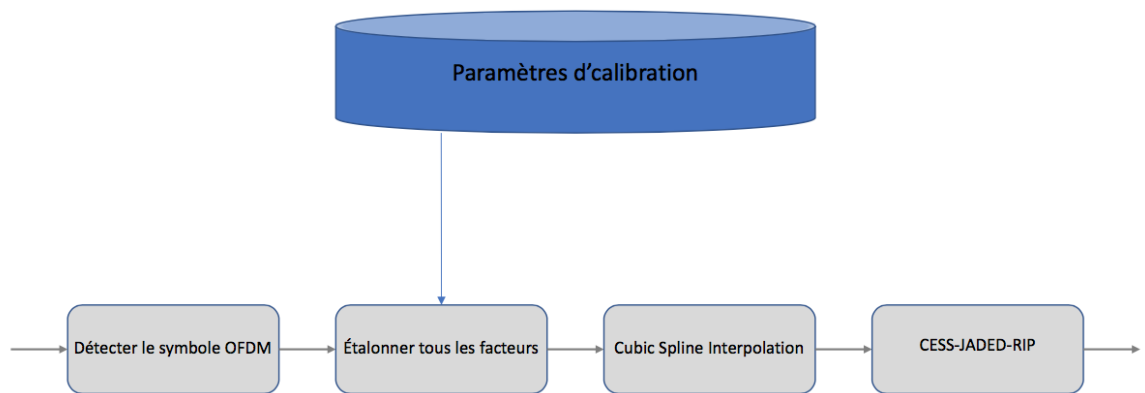 Paramètres d’calibration
Détecter le symbole OFDM
Étalonner tous les facteurs
Cubic Spline Interpolation
CESS-JADED-RIP